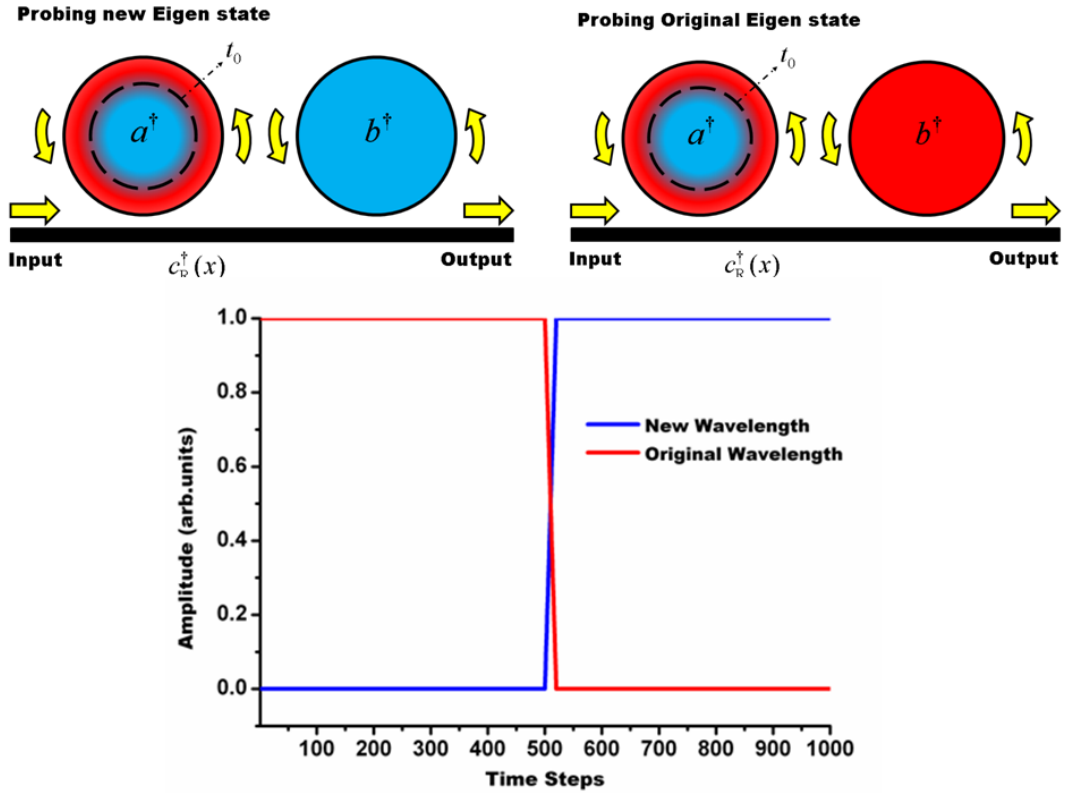 Probing new Eigen state
Probing Original Eigen state
t₀
t₀
a†
b†
a†
b†
Input
Output
Input
Output
c†R(x)
c†R(x)
1.0
0.8
0.6
0.4
0.2
0.0
Amplitude (arb.units)
New Wavelength
Original Wavelength
100 200 300 400 500 600 700 800 900 1000
Time Steps